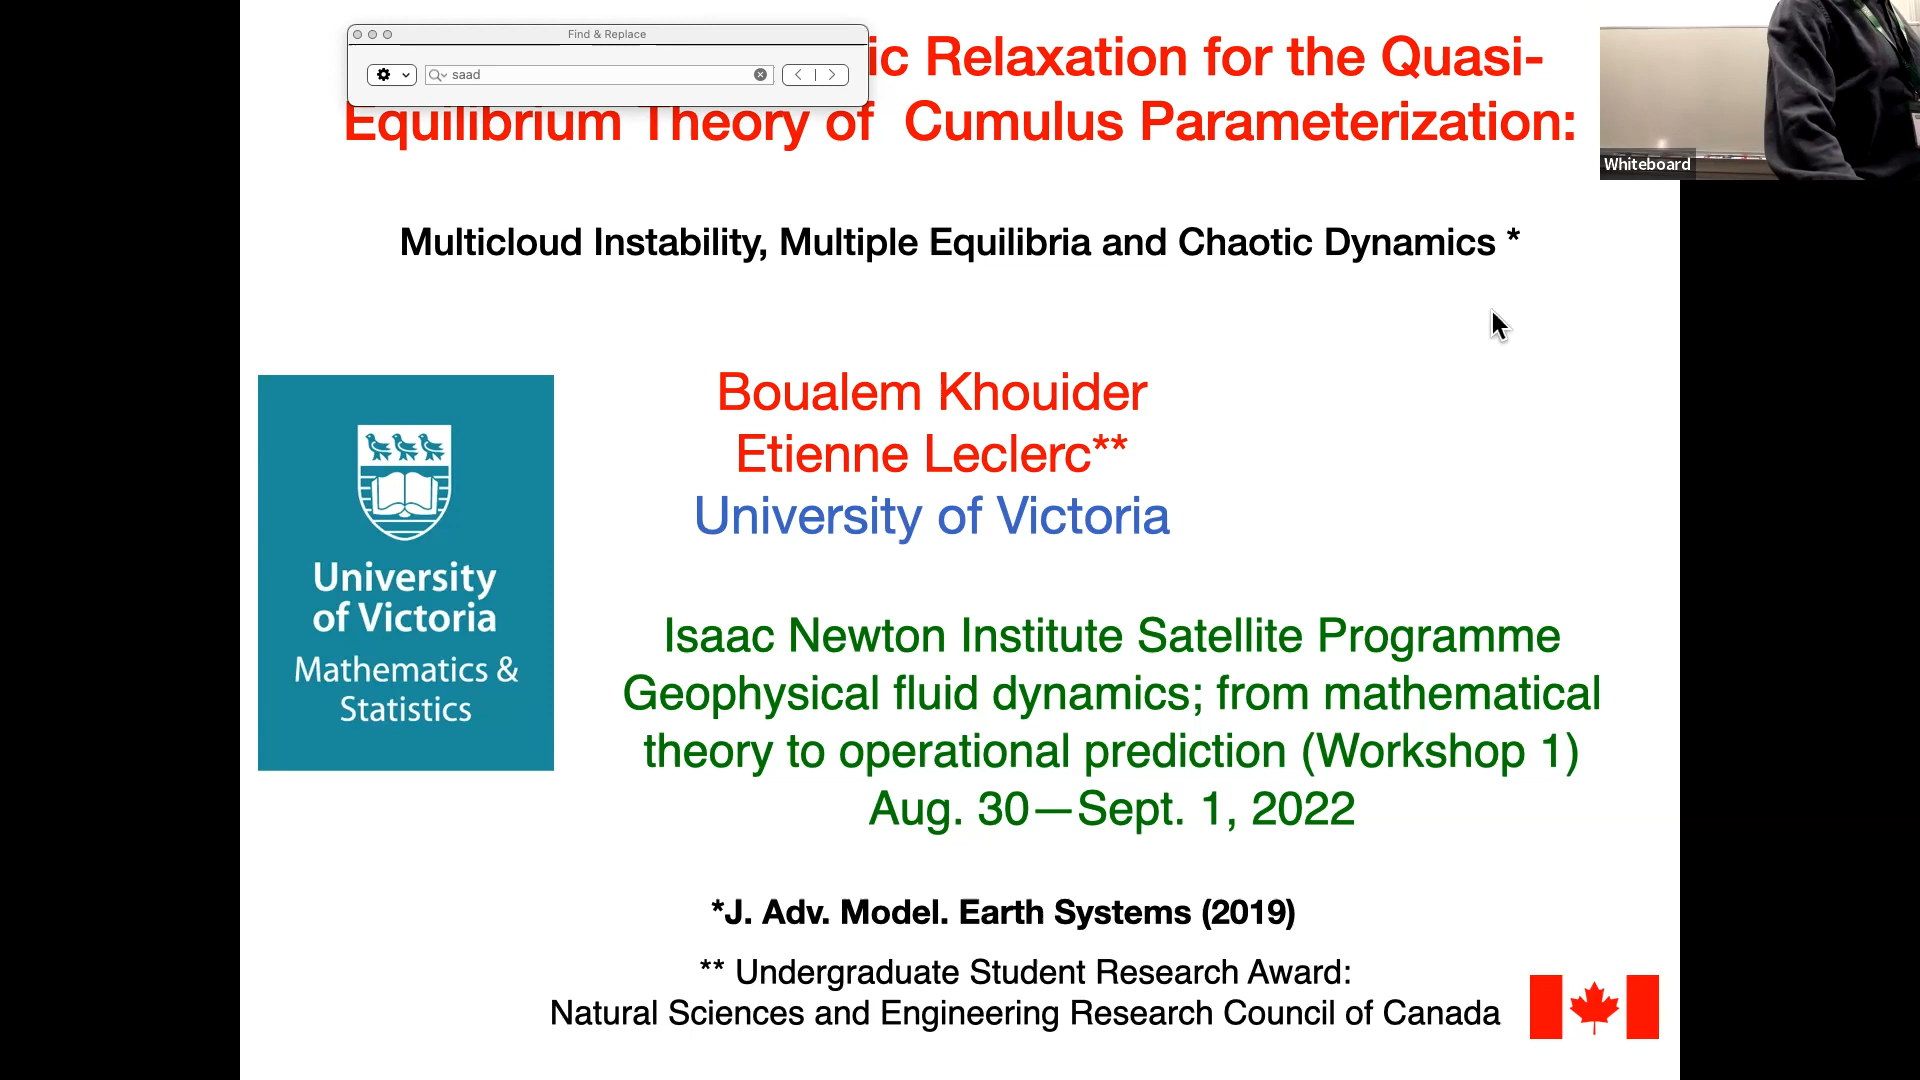 Find & Replace
saad
ic Relaxation for the Quasi-
Equilibrium Theory of Cumulus Parameterization:
Whiteboard
Multicloud Instability, Multiple Equilibria and Chaotic Dynamics *
Boualem Khouider
Etienne Leclerc**
University of Victoria
University
of Victoria
Mathematics &
Statistics
Isaac Newton Institute Satellite Programme
Geophysical fluid dynamics; from mathematical
theory to operational prediction (Workshop 1)
Aug. 30—Sept. 1, 2022
*J. Adv. Model. Earth Systems (2019)
** Undergraduate Student Research Award:
Natural Sciences and Engineering Research Council of Canada